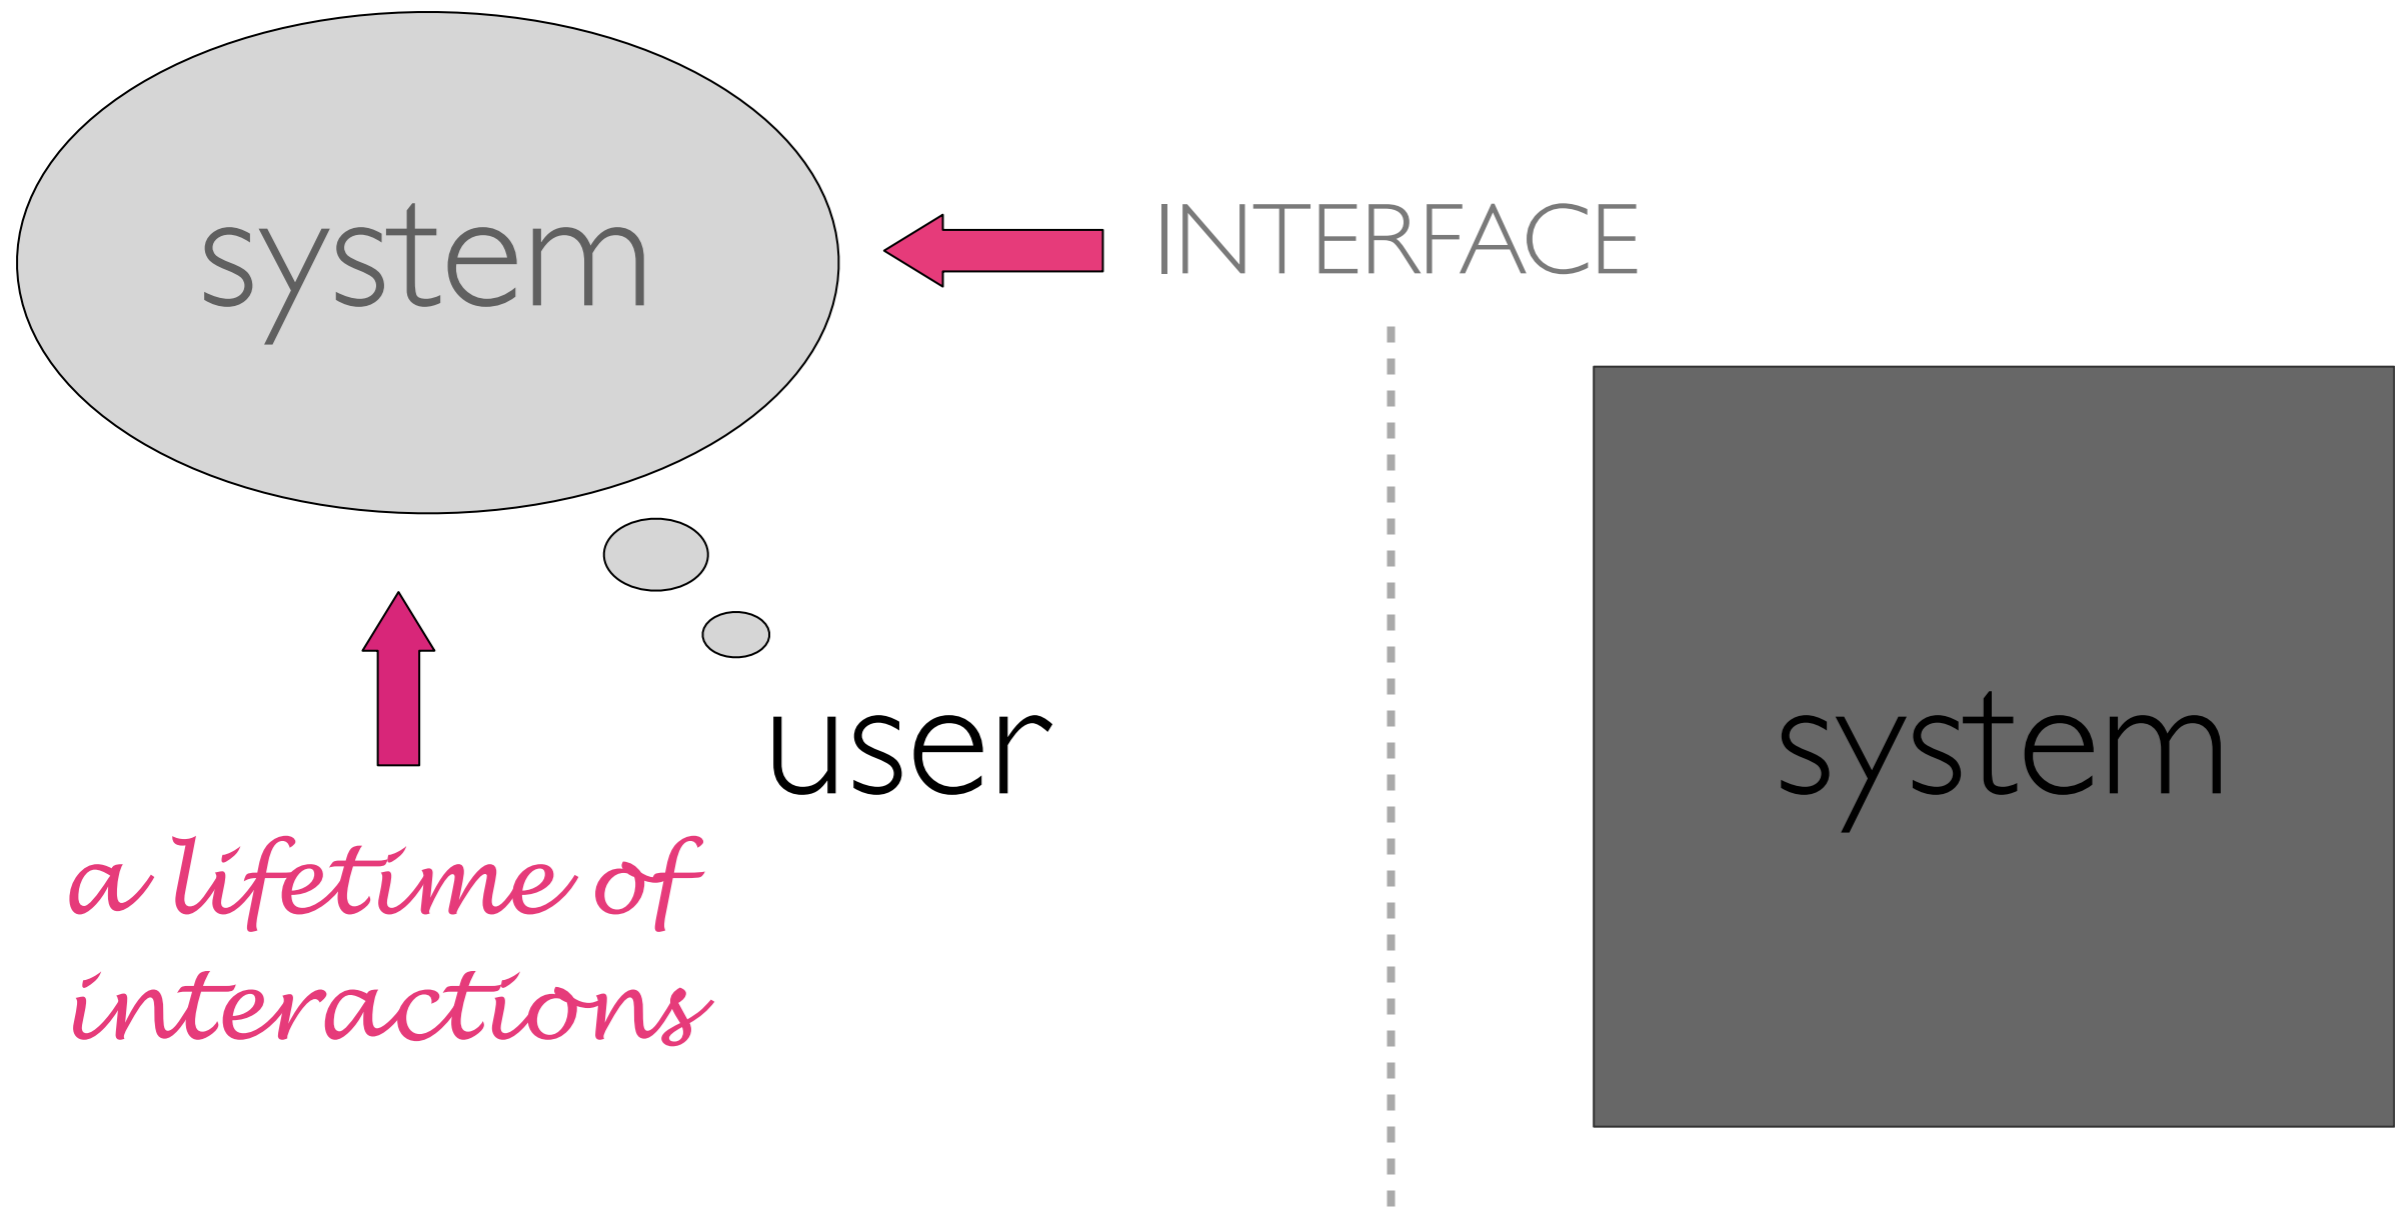 system
INTERFACE
user
system
a lifetime of
interactions